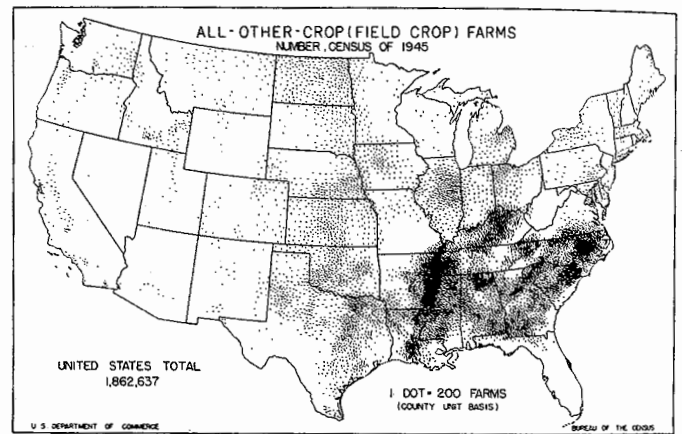 ALL-OTHER-CROP (FIELD CROP) FARMS
NUMBER, CENSUS OF 1945
UNITED STATES TOTAL
1,862,637
1 DOT = 200 FARMS
(COUNTY UNIT BASIS)
U S DEPARTMENT OF COMMERCE
BUREAU OF THE CENSUS